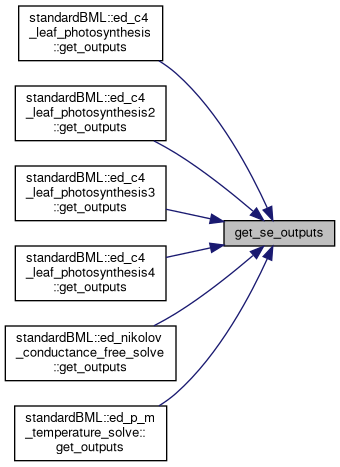 standardBML::ed_c4
_leaf_photosynthesis
::get_outputs
standardBML::ed_c4
_leaf_photosynthesis2
::get_outputs
standardBML::ed_c4
_leaf_photosynthesis3
::get_outputs
get_se_outputs
standardBML::ed_c4
_leaf_photosynthesis4
::get_outputs
standardBML::ed_nikolov
_conductance_free_solve
::get_outputs
standardBML::ed_p_m
_temperature_solve::
get_outputs